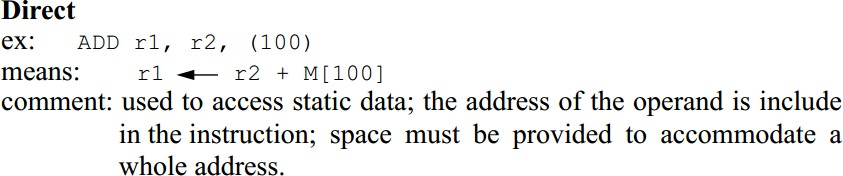 Direct
ex: ADD r1, r2, (100)
means: r1 ← r2 + M[100]
comment: used to access static data; the address of the operand is include
in the instruction; space must be provided to accommodate a
whole address.